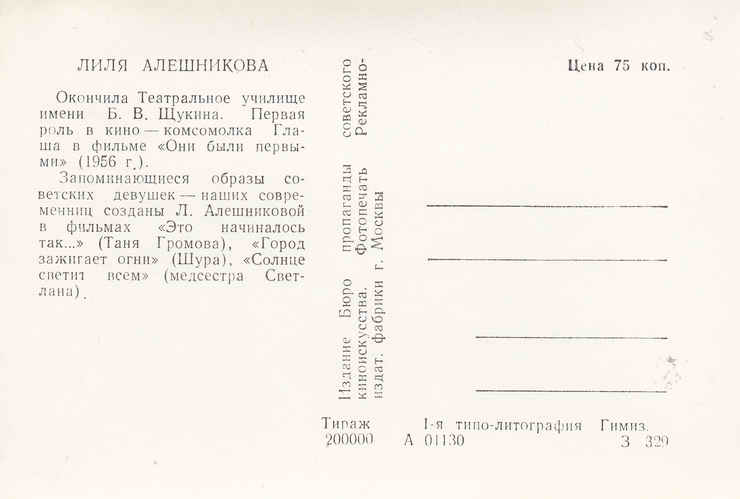 ЛИЛЯ АЛЕШНИКОВА
Окончила Театральное училище
имени Б. В. Щукина. Первая
роль в кино — комсомолка Гла-
ша в фильме «Они были первы-
ми» (1956 г.).
Запоминающиеся образы со-
ветских девушек — наших совре-
менниц созданы Л. Алешниковой
в фильмах «Это начиналось
так...» (Таня Громова), «Город
зажигает огни» (Шура), «Солнце
светит всем» (медсестра Свет-
лана).
Издание Бюро пропаганды советского
киноискусства. Фотопечать Рекламно-
издат. фабрики г. Москвы
Цена 75 коп.
Тираж
200000
1-я типо-литография Гимиз.
А 01130 З 329